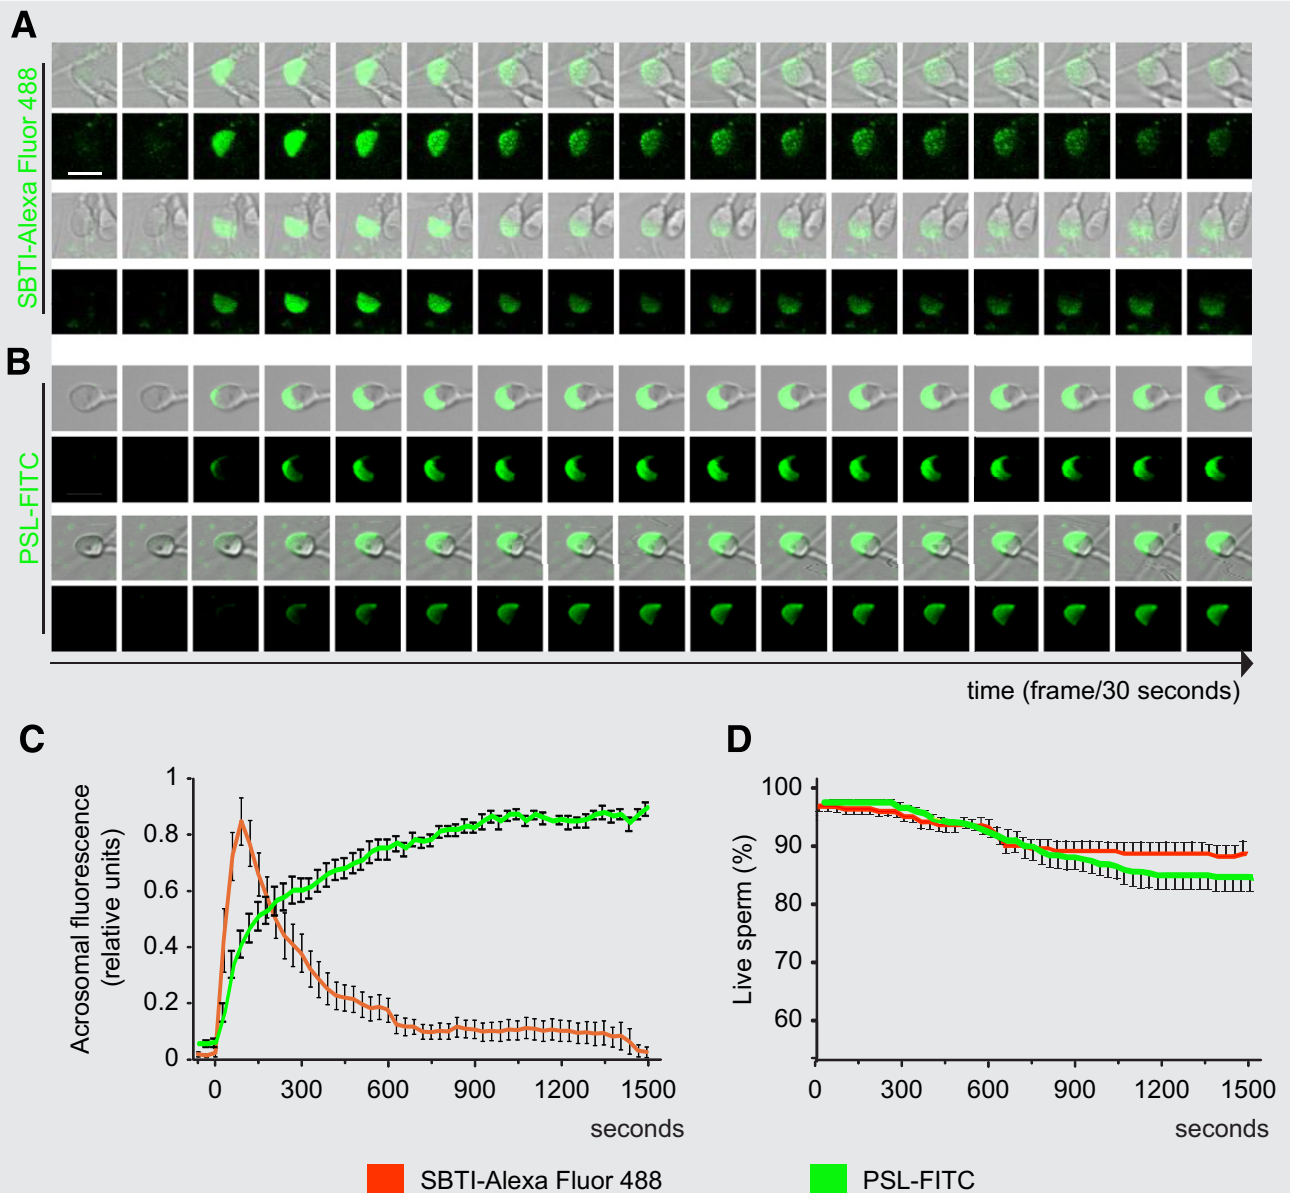 A
SBTI-Alexa Fluor 488
B
PSL-FITC
time (frame/30 seconds)
C
Acrosomal fluorescence
(relative units)
1
0.8
0.6
0.4
0.2
0
0 300 600 900 1200 1500
seconds
D
Live sperm (%)
100
90
80
70
60
0 300 600 900 1200 1500
seconds
SBTI-Alexa Fluor 488
PSL-FITC